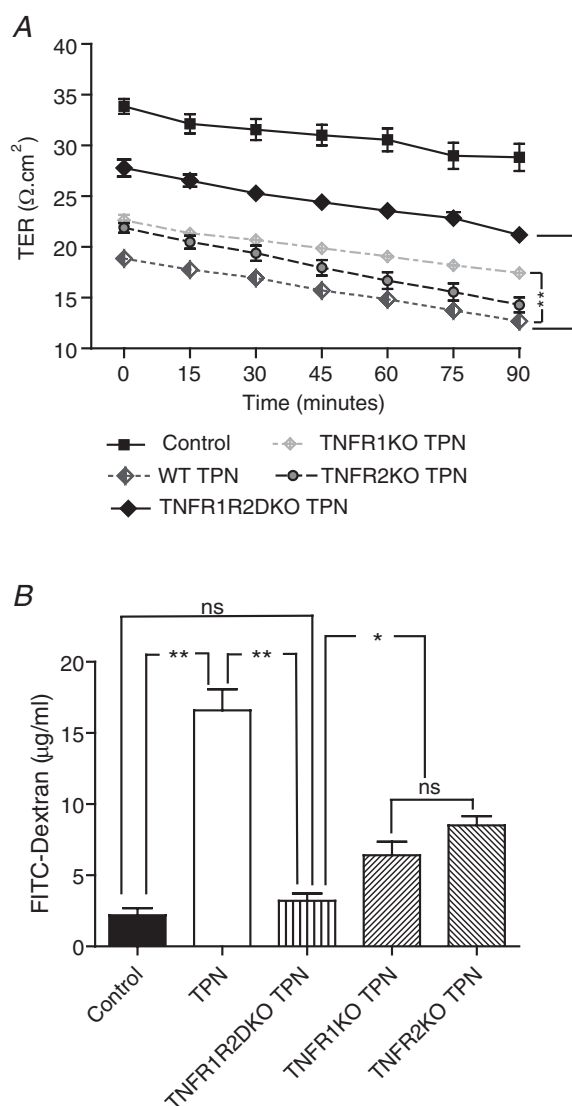 A
TER (Ω.cm²)
40
35
30
25
20
15
10
**
0 15 30 45 60 75 90
Time (minutes)
Control TNFR1KO TPN
WT TPN TNFR2KO TPN
TNFR1R2DKO TPN
B
ns
** ** *
FITC-Dextran (μg/ml)
20
15
10
5
0
ns
Control TPN TNFR1R2DKO TPN TNFR1KO TPN TNFR2KO TPN